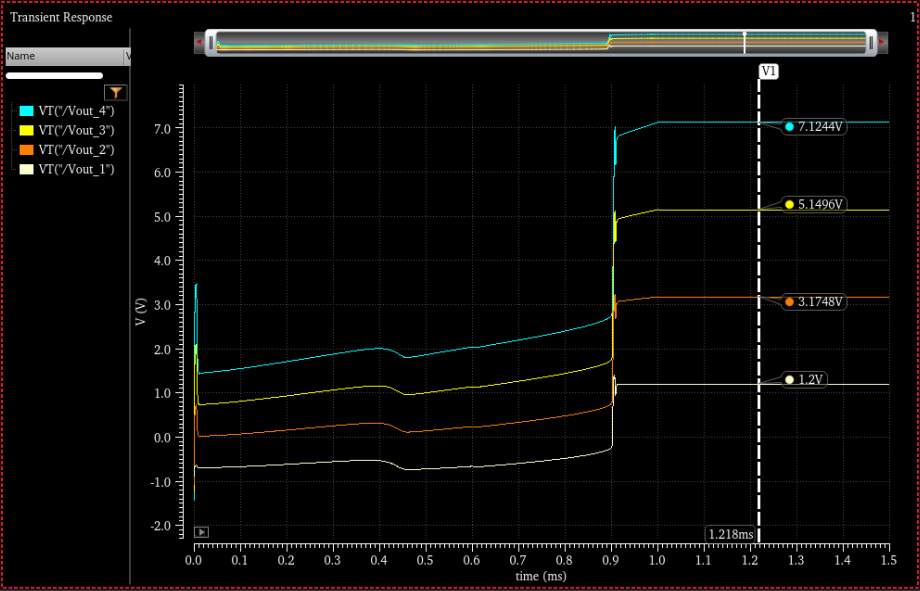 Transient Response
1
Name
V
VT("/Vout_4")
VT("/Vout_3")
VT("/Vout_2")
VT("/Vout_1")
V1
7.0
6.0
5.0
4.0
3.0
2.0
1.0
0.0
-1.0
-2.0
V (V)
7.1244V
5.1496V
3.1748V
1.2V
1.218ms
0.0 0.1 0.2 0.3 0.4 0.5 0.6 0.7 0.8 0.9 1.0 1.1 1.2 1.3 1.4 1.5
time (ms)